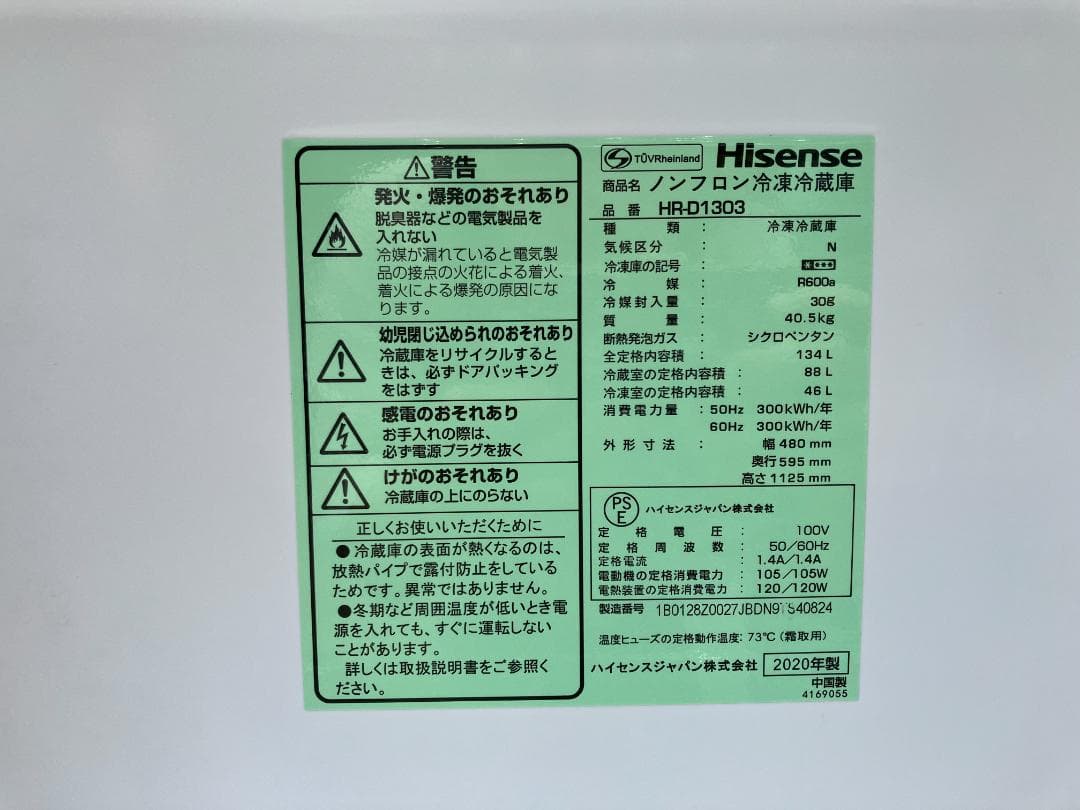 警告
発火・爆発のおそれあり
脱臭器などの電気製品を
入れない
冷媒が漏れていると電気製
品の接点の火花による着火、
着火による爆発の原因にな
ります。
幼児閉じ込められのおそれあり
冷蔵庫をリサイクルすると
きは、必ずドアパッキング
をはずす
感電のおそれあり
お手入れの際は、
必ず電源プラグを抜く
けがのおそれあり
冷蔵庫の上にのらない
正しくお使いいただくために
●冷蔵庫の表面が熱くなるのは、
放熱パイプで露付防止をしている
ためです。異常ではありません。
●冬期など周囲温度が低いとき電
源を入れても、すぐに運転しない
ことがあります。
詳しくは取扱説明書をご参照く
ださい。
TÜVRheinland Hisense
商品名 ノンフロン冷凍冷蔵庫
品番 HR-D1303
種類 : 冷凍冷蔵庫
気候区分 : N
冷凍庫の記号 :
冷媒 : R600a
冷媒封入量 : 30g
質量 : 40.5kg
断熱発泡ガス : シクロペンタン
全定格内容積 : 134 L
冷蔵室の定格内容積 : 88 L
冷凍室の定格内容積 : 46 L
消費電力量 : 50Hz 300kWh/年
60Hz 300kWh/年
外形寸法 : 幅 480 mm
奥行 595 mm
高さ 1125 mm
PS
E
ハイセンスジャパン株式会社
定格電圧 : 100V
定格周波数 : 50/60Hz
定格電流 : 1.4A/1.4A
電動機の定格消費電力 : 105/105W
電熱装置の定格消費電力 : 120/120W
製造番号
温度ヒューズの定格動作温度: 73℃(霜取用)
ハイセンスジャパン株式会社 2020年製
中国製
4169055